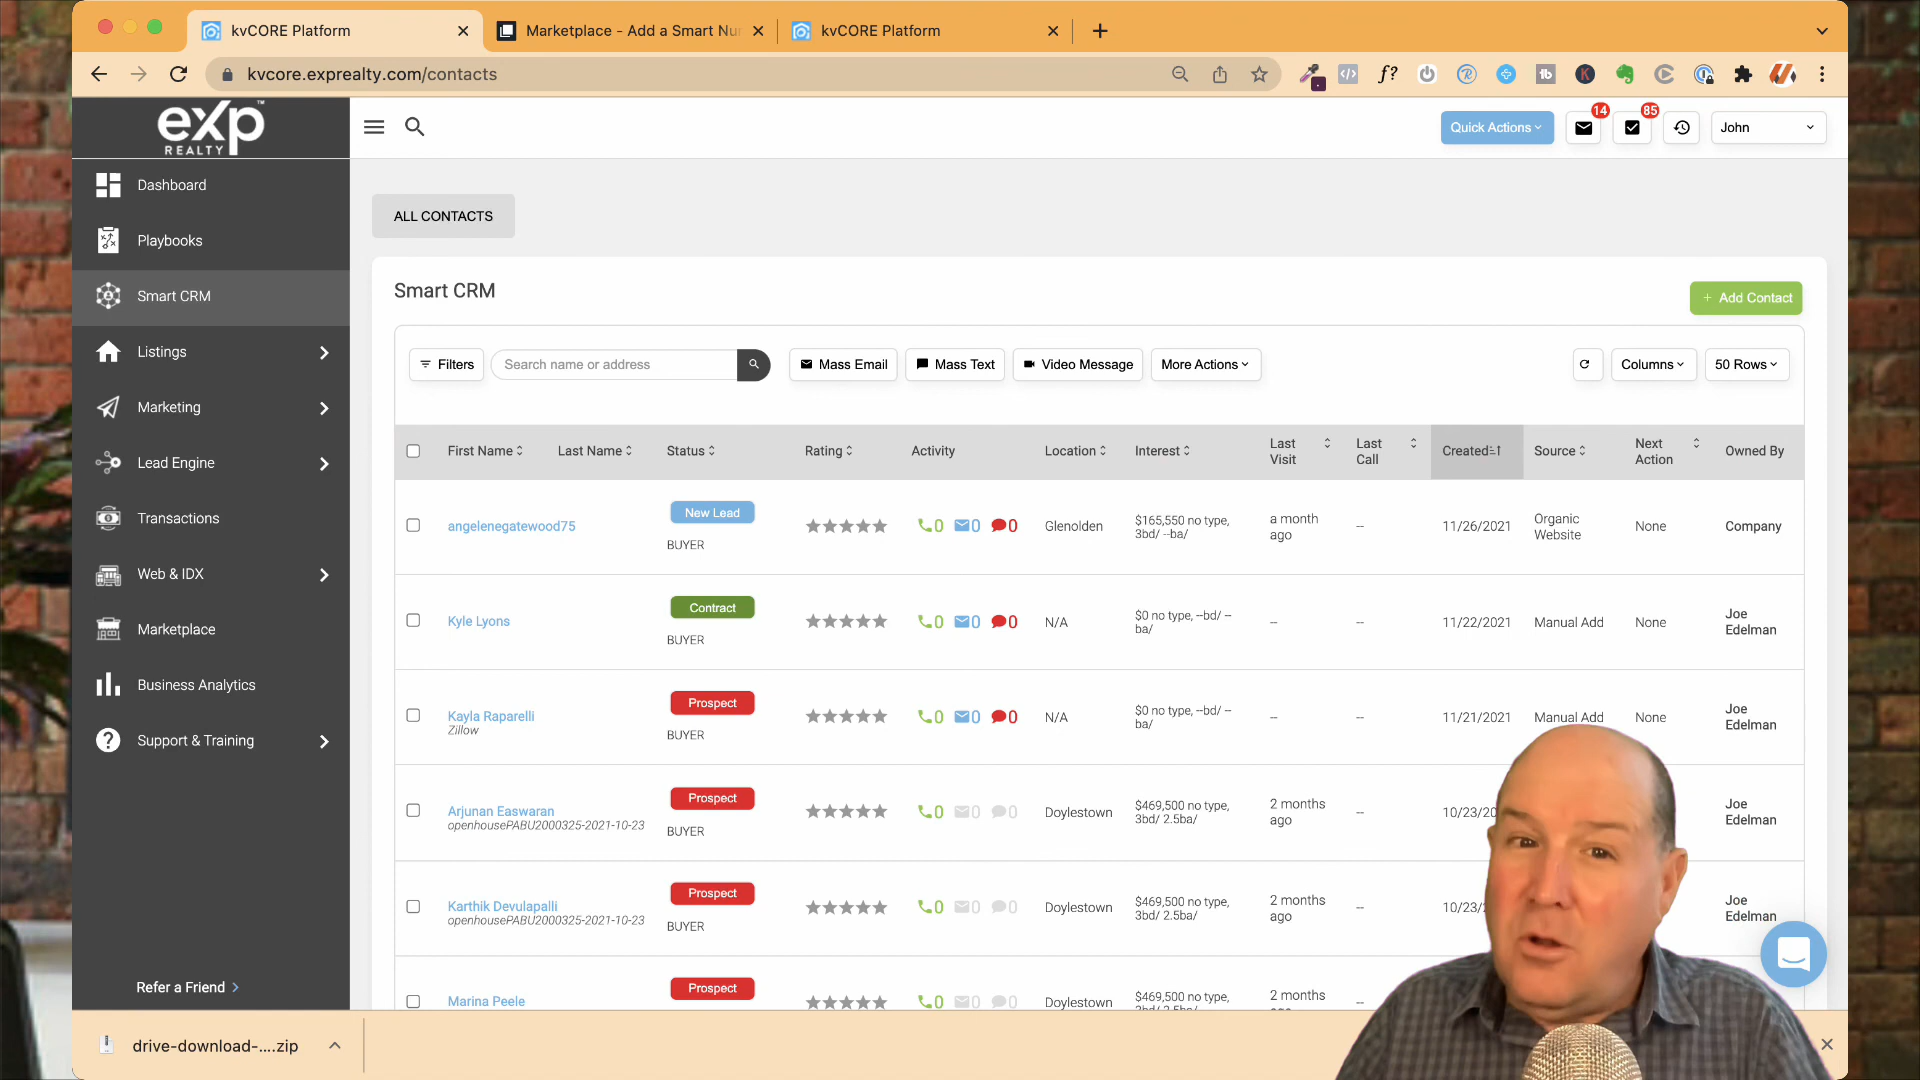 kvCORE Platform
Marketplace - Add a Smart Nu
kvCORE Platform
kvcore.exprealty.com/contacts
f?
tb
K
exp
REALTY
Quick Actions
14
85
John
Dashboard
Playbooks
Smart CRM
Listings
Marketing
Lead Engine
Transactions
Web & IDX
Marketplace
Business Analytics
Support & Training
Refer a Friend
ALL CONTACTS
Smart CRM
+ Add Contact
Filters
Search name or address
Mass Email
Mass Text
Video Message
More Actions
Columns
50 Rows
First Name
Last Name
Status
Rating
Activity
Location
Interest
Last
Visit
Last
Call
Created
Source
Next
Action
Owned By
angelenegatewood75
New Lead
BUYER
0 0 0
Glenolden
$165,550 no type,
3bd/ --ba/
a month
ago
--
11/26/2021
Organic
Website
None
Company
Kyle Lyons
Contract
BUYER
0 0 0
N/A
$0 no type, --bd/ --
ba/
--
--
11/22/2021
Manual Add
None
Joe
Edelman
Kayla Raparelli
Zillow
Prospect
BUYER
0 0 0
N/A
$0 no type, --bd/ --
ba/
--
--
11/21/2021
Manual Add
None
Joe
Edelman
Arjunan Easwaran
openhousePABU2000325-2021-10-23
Prospect
BUYER
0 0 0
Doylestown
$469,500 no type,
3bd/ 2.5ba/
2 months
ago
--
10/23/20
Joe
Edelman
Karthik Devulapalli
openhousePABU2000325-2021-10-23
Prospect
BUYER
0 0 0
Doylestown
$469,500 no type,
3bd/ 2.5ba/
2 months
ago
--
10/23/
Joe
Edelman
Marina Peele
Prospect
0 0 0
Doylestown
$469,500 no type,
3bd/ 2.5ba/
2 months
--
drive-download-....zip